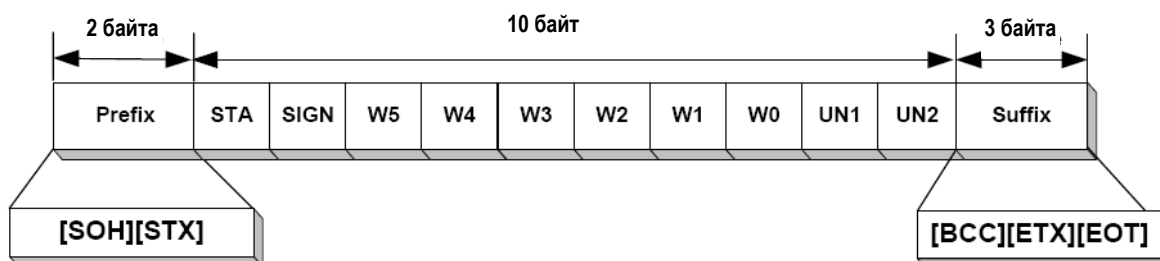 2 байта 10 байт 3 байта
Prefix STA SIGN W5 W4 W3 W2 W1 W0 UN1 UN2 Suffix
[SOH][STX] [BCC][ETX][EOT]